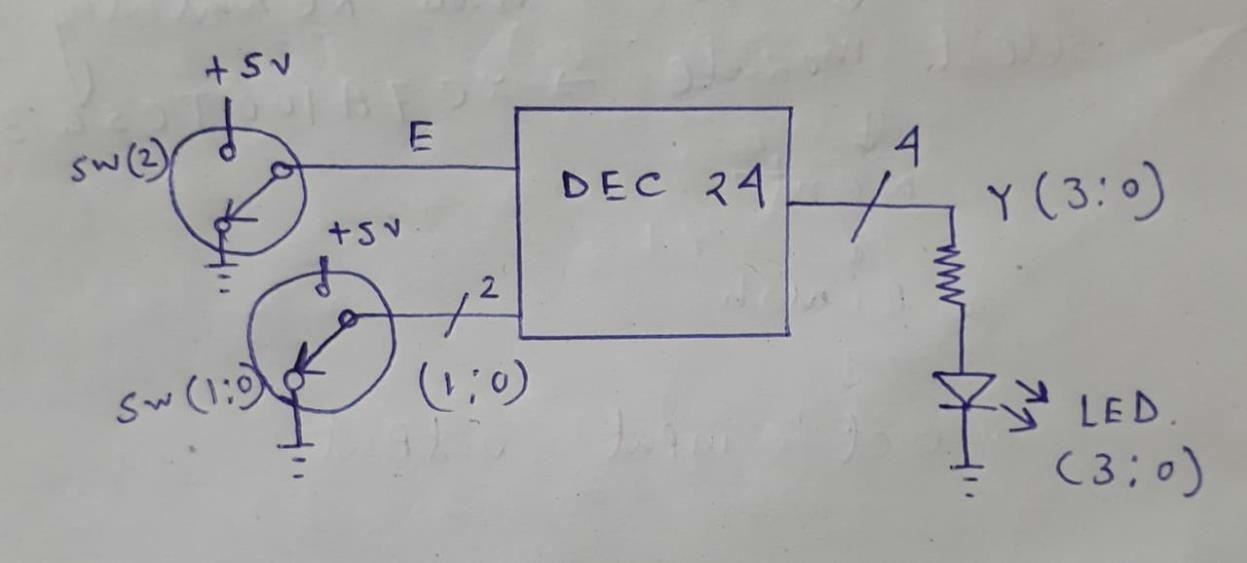 +5V
SW(2)
E
DEC 24
4
Y(3:0)
+5V
2
SW(1:0)
(1:0)
LED.
(3:0)